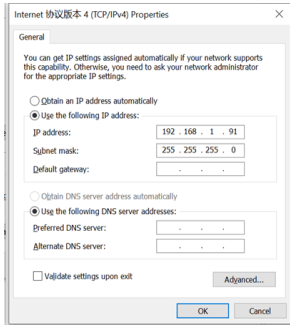 Internet 协议版本 4 (TCP/IPv4) Properties
General
You can get IP settings assigned automatically if your network supports
this capability. Otherwise, you need to ask your network administrator
for the appropriate IP settings.
Obtain an IP address automatically
Use the following IP address:
IP address: 192 . 168 . 1 . 91
Subnet mask: 255 . 255 . 255 . 0
Default gateway: . . .
Obtain DNS server address automatically
Use the following DNS server addresses:
Preferred DNS server: . . .
Alternate DNS server: . . .
Validate settings upon exit
Advanced...
OK Cancel